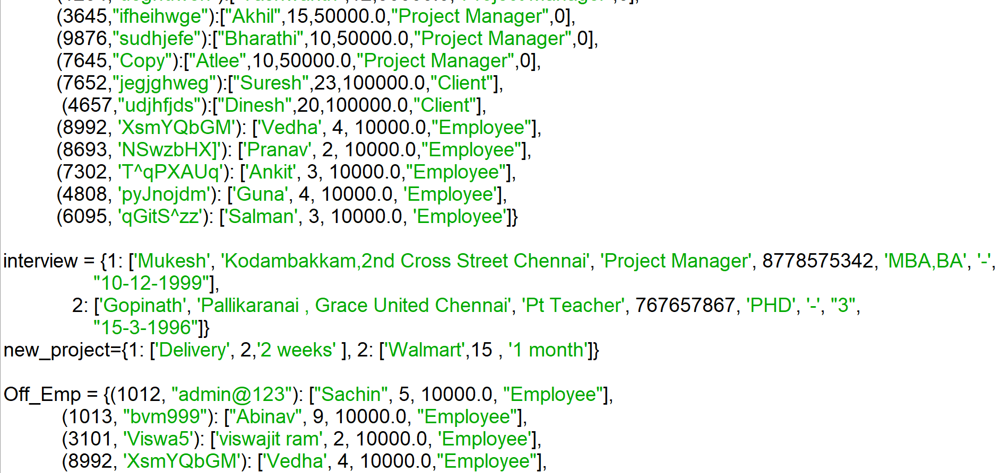 (3645,"ifheihwge"):["Akhil",15,50000.0,"Project Manager",0],
(9876,"sudhjefe"):["Bharathi",10,50000.0,"Project Manager",0],
(7645,"Copy"):["Atlee",10,50000.0,"Project Manager",0],
(7652,"jegjghweg"):["Suresh",23,100000.0,"Client"],
(4657,"udjhfjds"):["Dinesh",20,100000.0,"Client"],
(8992, 'XsmYQbGM'): ['Vedha', 4, 10000.0,"Employee"],
(8693, 'NSwzbHX]'): ['Pranav', 2, 10000.0,"Employee"],
(7302, 'T^qPXAUq'): ['Ankit', 3, 10000.0,"Employee"],
(4808, 'pyJnojdm'): ['Guna', 4, 10000.0, 'Employee'],
(6095, 'qGitS^zz'): ['Salman', 3, 10000.0, 'Employee']}
interview = {1: ['Mukesh', 'Kodambakkam,2nd Cross Street Chennai', 'Project Manager', 8778575342, 'MBA,BA', '-',
"10-12-1999"],
2: ['Gopinath', 'Pallikaranai , Grace United Chennai', 'Pt Teacher', 767657867, 'PHD', '-', "3",
"15-3-1996"]}
new_project={1: ['Delivery', 2,'2 weeks' ], 2: ['Walmart',15 , '1 month']}
Off_Emp = {(1012, "admin@123"): ["Sachin", 5, 10000.0, "Employee"],
(1013, "bvm999"): ["Abinav", 9, 10000.0, "Employee"],
(3101, 'Viswa5'): ['viswajit ram', 2, 10000.0, 'Employee'],
(8992, 'XsmYQbGM'): ['Vedha', 4, 10000.0,"Employee"],